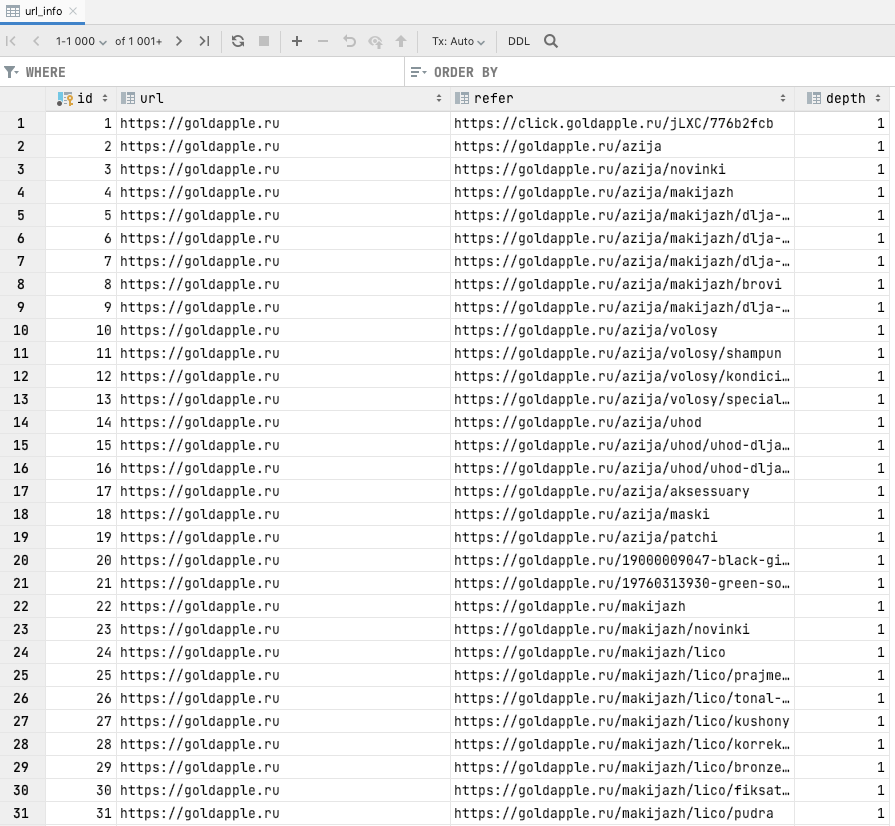 url_info
1-1 000 of 1 001+ Tx: Auto DDL
WHERE ORDER BY
id url refer depth
1 1 https://goldapple.ru https://click.goldapple.ru/jLXC/776b2fcb 1
2 2 https://goldapple.ru https://goldapple.ru/azija 1
3 3 https://goldapple.ru https://goldapple.ru/azija/novinki 1
4 4 https://goldapple.ru https://goldapple.ru/azija/makijazh 1
5 5 https://goldapple.ru https://goldapple.ru/azija/makijazh/dlja-… 1
6 6 https://goldapple.ru https://goldapple.ru/azija/makijazh/dlja-… 1
7 7 https://goldapple.ru https://goldapple.ru/azija/makijazh/dlja-… 1
8 8 https://goldapple.ru https://goldapple.ru/azija/makijazh/brovi 1
9 9 https://goldapple.ru https://goldapple.ru/azija/makijazh/dlja-… 1
10 10 https://goldapple.ru https://goldapple.ru/azija/volosy 1
11 11 https://goldapple.ru https://goldapple.ru/azija/volosy/shampun 1
12 12 https://goldapple.ru https://goldapple.ru/azija/volosy/kondici… 1
13 13 https://goldapple.ru https://goldapple.ru/azija/volosy/special… 1
14 14 https://goldapple.ru https://goldapple.ru/azija/uhod 1
15 15 https://goldapple.ru https://goldapple.ru/azija/uhod/uhod-dlja… 1
16 16 https://goldapple.ru https://goldapple.ru/azija/uhod/uhod-dlja… 1
17 17 https://goldapple.ru https://goldapple.ru/azija/aksessuary 1
18 18 https://goldapple.ru https://goldapple.ru/azija/maski 1
19 19 https://goldapple.ru https://goldapple.ru/azija/patchi 1
20 20 https://goldapple.ru https://goldapple.ru/19000009047-black-gi… 1
21 21 https://goldapple.ru https://goldapple.ru/19760313930-green-so… 1
22 22 https://goldapple.ru https://goldapple.ru/makijazh 1
23 23 https://goldapple.ru https://goldapple.ru/makijazh/novinki 1
24 24 https://goldapple.ru https://goldapple.ru/makijazh/lico 1
25 25 https://goldapple.ru https://goldapple.ru/makijazh/lico/prajme… 1
26 26 https://goldapple.ru https://goldapple.ru/makijazh/lico/tonal-… 1
27 27 https://goldapple.ru https://goldapple.ru/makijazh/lico/kushony 1
28 28 https://goldapple.ru https://goldapple.ru/makijazh/lico/korrek… 1
29 29 https://goldapple.ru https://goldapple.ru/makijazh/lico/bronze… 1
30 30 https://goldapple.ru https://goldapple.ru/makijazh/lico/fiksat… 1
31 31 https://goldapple.ru https://goldapple.ru/makijazh/lico/pudra 1